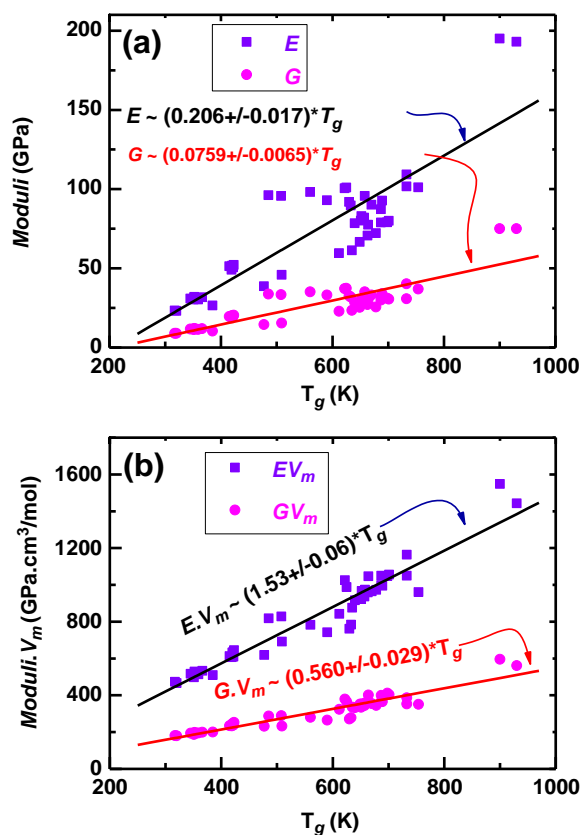 (a)
E
G
E ~ (0.206+/-0.017)*Tg
G ~ (0.0759+/-0.0065)*Tg
Moduli (GPa)
200
150
100
50
0
200 400 600 800 1000
Tg (K)
(b)
EVm
GVm
E.Vm ~ (1.53+/-0.06)*Tg
G.Vm ~ (0.560+/-0.029)*Tg
Moduli.Vm (GPa.cm³/mol)
1600
1200
800
400
0
200 400 600 800 1000
Tg (K)